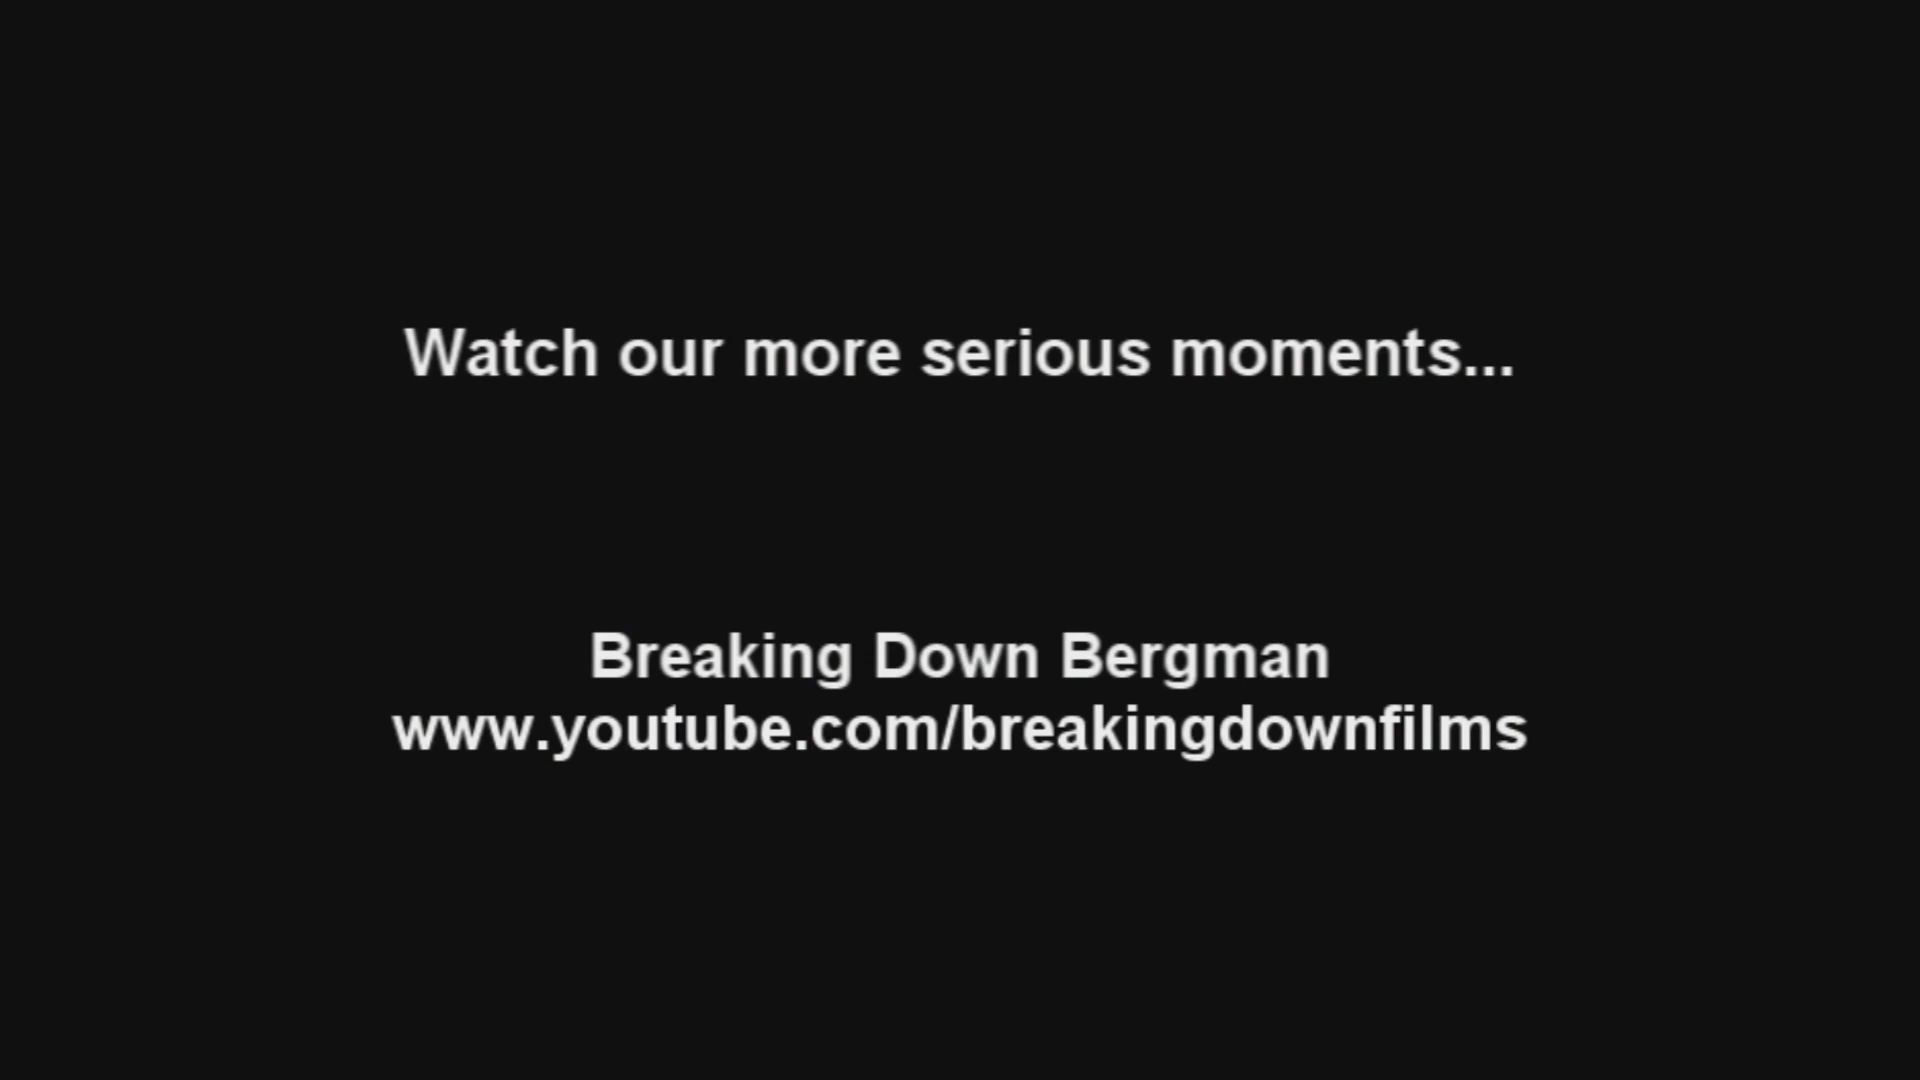 Watch our more serious moments...
Breaking Down Bergman
www.youtube.com/breakingdownfilms